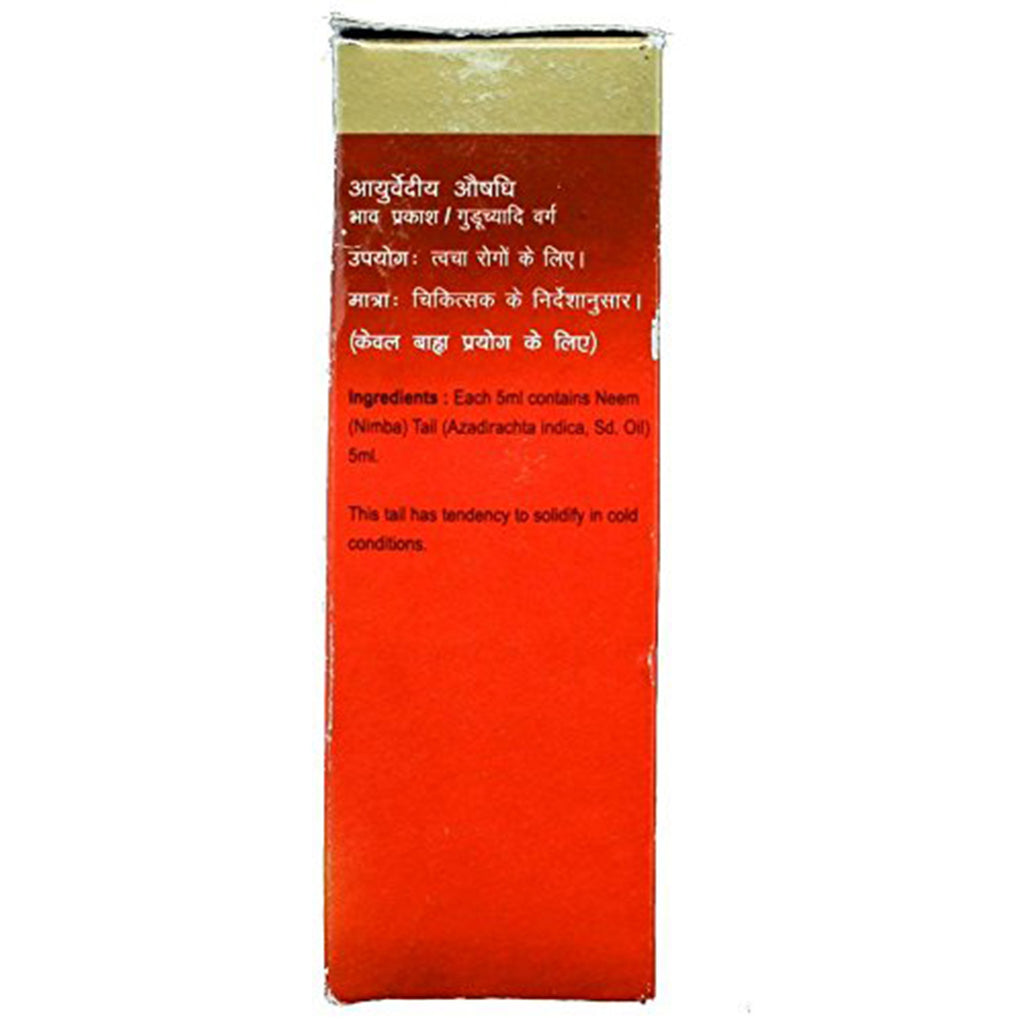 आयुर्वेदीय औषधि
भाव प्रकाश / गुडूच्यादि वर्ग
उपयोगः त्वचा रोगों के लिए।
मात्राः चिकित्सक के निर्देशानुसार।
(केवल बाह्य प्रयोग के लिए)
Ingredients : Each 5ml contains Neem
(Nimba) Tail (Azadirachta indica, Sd. Oil)
5ml.
This tail has tendency to solidify in cold
conditions.